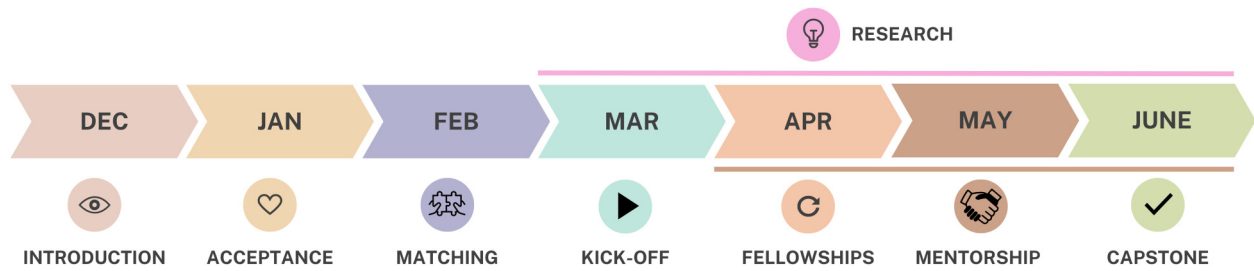 RESEARCH
DEC JAN FEB MAR APR MAY JUNE
INTRODUCTION ACCEPTANCE MATCHING KICK-OFF FELLOWSHIPS MENTORSHIP CAPSTONE